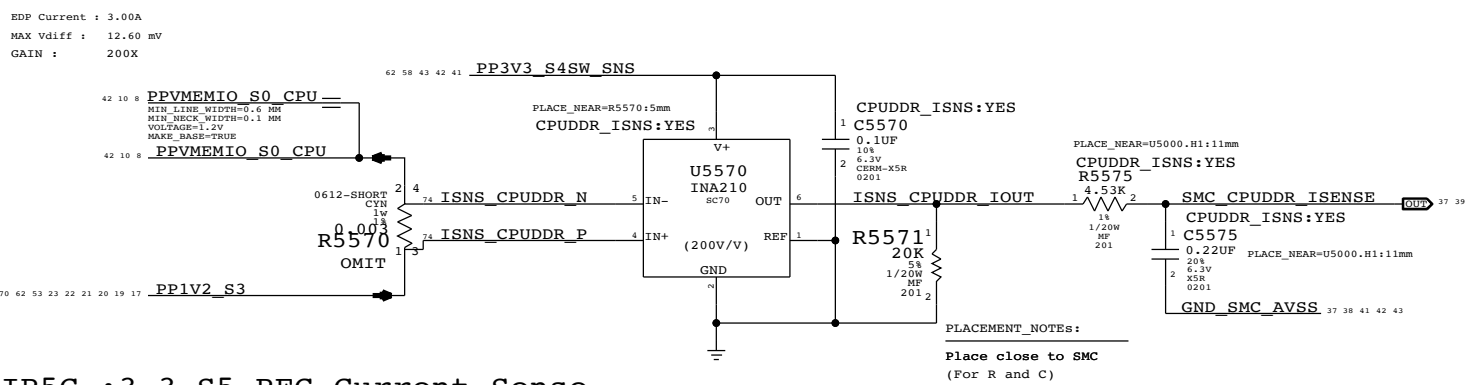 EDP Current : 3.00A
MAX Vdiff : 12.60 mV
GAIN : 200X
62 58 43 42 41 PP3V3_S4SW_SNS
42 10 8 PPVMEMIO_S0_CPU
MIN_LINE_WIDTH=0.6 MM
MIN_NECK_WIDTH=0.1 MM
VOLTAGE=1.2V
MAKE_BASE=TRUE
42 10 8 PPVMEMIO_S0_CPU
PLACE_NEAR=R5570:5mm
CPUDDR_ISNS:YES
3
V+
U5570
INA210
SC70
(200V/V)
5 IN-
4 IN+
OUT 6
REF 1
GND
2
CPUDDR_ISNS:YES
1 C5570
0.1UF
10%
2 6.3V
CERM-X5R
0201
2 4
0612-SHORT
CYN
1W
1%
0.003
R5570
OMIT
1 3
74 ISNS_CPUDDR_N
74 ISNS_CPUDDR_P
70 62 53 23 22 21 20 19 17 PP1V2_S3
ISNS_CPUDDR_IOUT
R5571 1
20K
5%
1/20W
MF
201 2
PLACE_NEAR=U5000.H1:11mm
CPUDDR_ISNS:YES
R5575
1 4.53K 2
1%
1/20W
MF
201
SMC_CPUDDR_ISENSE OUT 37 39
CPUDDR_ISNS:YES
1 C5575
0.22UF PLACE_NEAR=U5000.H1:11mm
20%
2 6.3V
X5R
0201
GND_SMC_AVSS 37 38 41 42 43
PLACEMENT_NOTEs:
Place close to SMC
(For R and C)